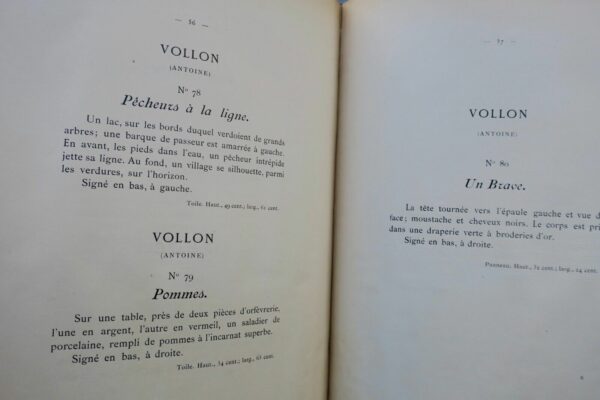 — 56 —
VOLLON
(ANTOINE)
N° 78
Pêcheurs à la ligne.
Un lac, sur les bords duquel verdoient de grands
arbres; une barque de passeur est amarrée à gauche.
En avant, les pieds dans l'eau, un pêcheur intrépide
jette sa ligne. Au fond, un village se silhouette, parmi
les verdures, sur l'horizon.
Signé en bas, à gauche.
Toile. Haut., 49 cent.; larg., 61 cent.
VOLLON
(ANTOINE)
N° 79
Pommes.
Sur une table, près de deux pièces d'orfèvrerie,
l'une en argent, l'autre en vermeil, un saladier de
porcelaine, rempli de pommes à l'incarnat superbe.
Signé en bas, à droite.
Toile. Haut., 54 cent.; larg., 65 cent.
— 57 —
VOLLON
(ANTOINE)
N° 80
Un Brave.
La tête tournée vers l'épaule gauche et vue d
face; moustache et cheveux noirs. Le corps est pri
dans une draperie verte à broderies d'or.
Signé en bas, à droite.
Panneau. Haut., 32 cent.; larg., 24 cent.